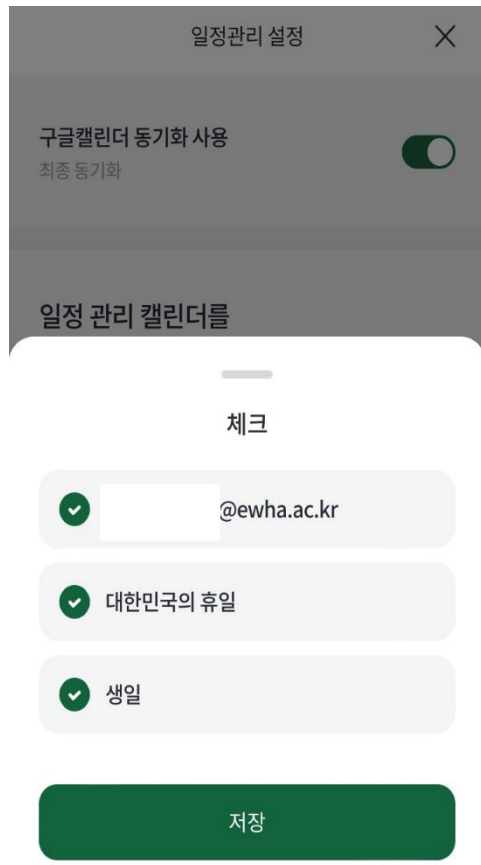 일정관리 설정
구글캘린더 동기화 사용
최종 동기화
일정 관리 캘린더를
체크
@ewha.ac.kr
대한민국의 휴일
생일
저장